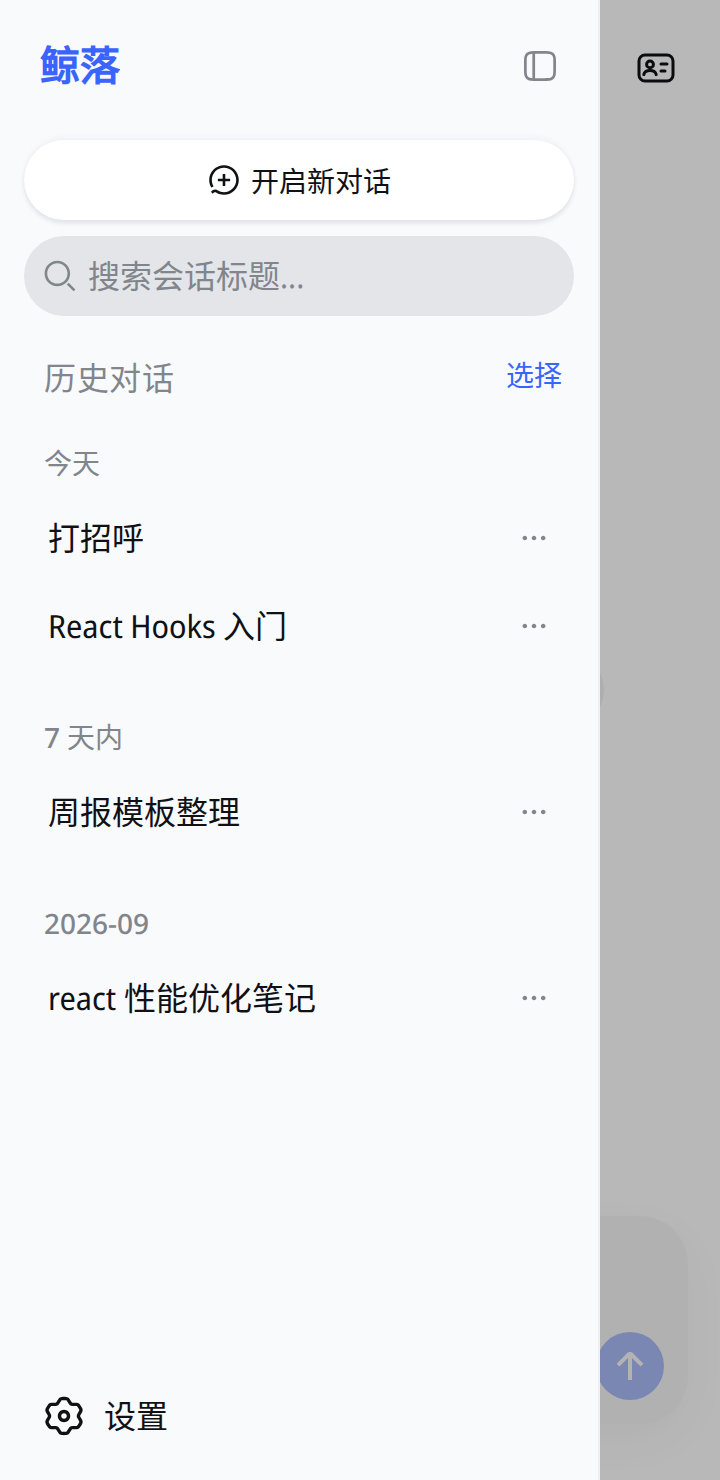 鲸落
开启新对话
搜索会话标题...
历史对话
选择
今天
打招呼
React Hooks 入门
7 天内
周报模板整理
2026-09
react 性能优化笔记
设置